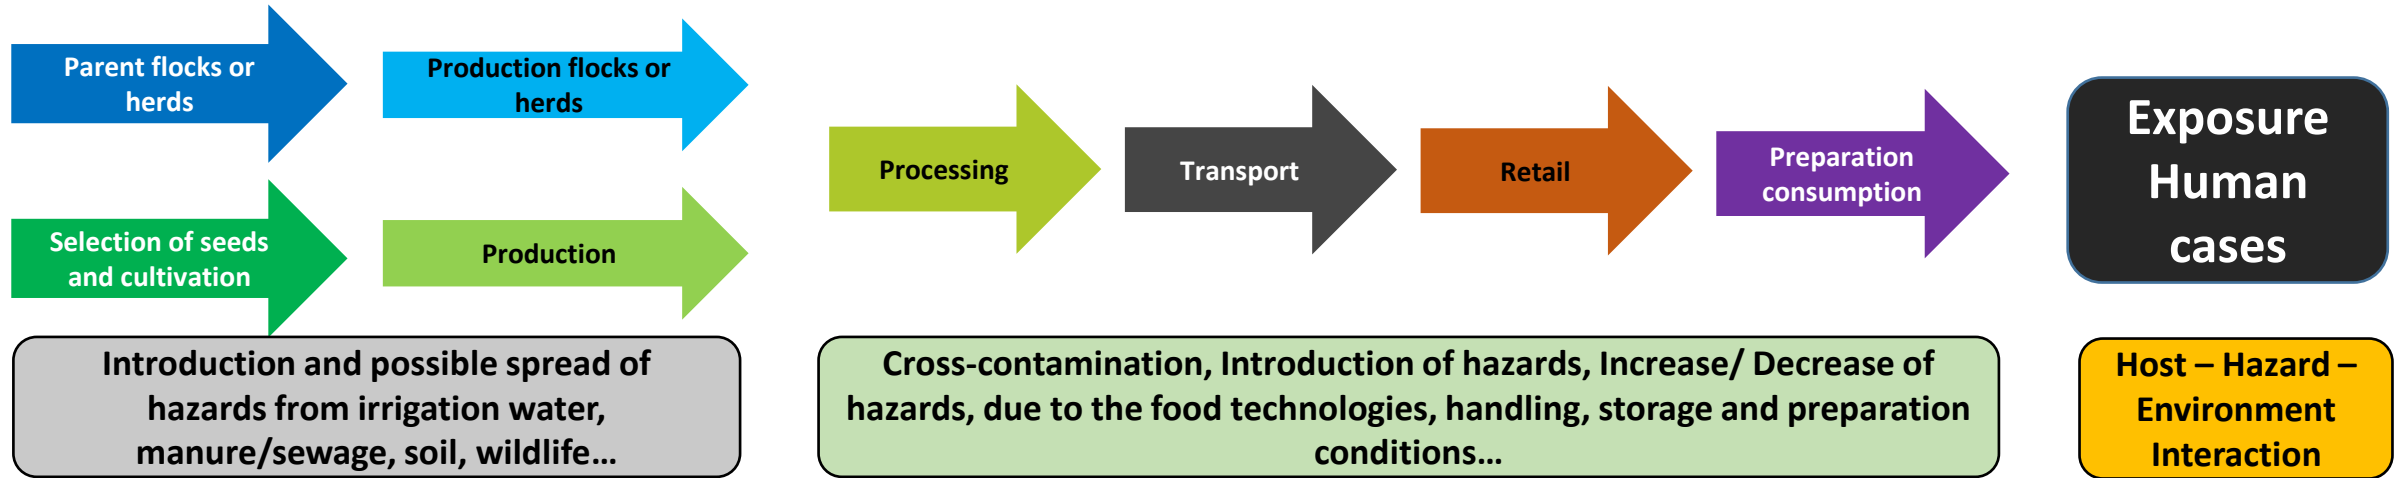 Parent flocks or
herds
Production flocks or
herds
Selection of seeds
and cultivation
Production
Processing
Transport
Retail
Preparation
consumption
Exposure
Human
cases
Introduction and possible spread of
hazards from irrigation water,
manure/sewage, soil, wildlife...
Cross-contamination, Introduction of hazards, Increase/ Decrease of
hazards, due to the food technologies, handling, storage and preparation
conditions...
Host – Hazard –
Environment
Interaction